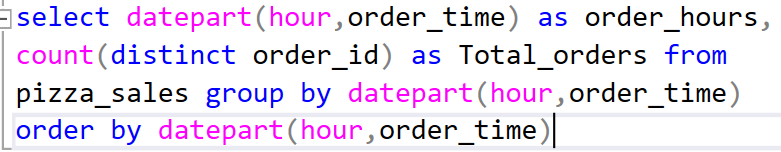 select datepart(hour,order_time) as order_hours,
count(distinct order_id) as Total_orders from
pizza_sales group by datepart(hour,order_time)
order by datepart(hour,order_time)